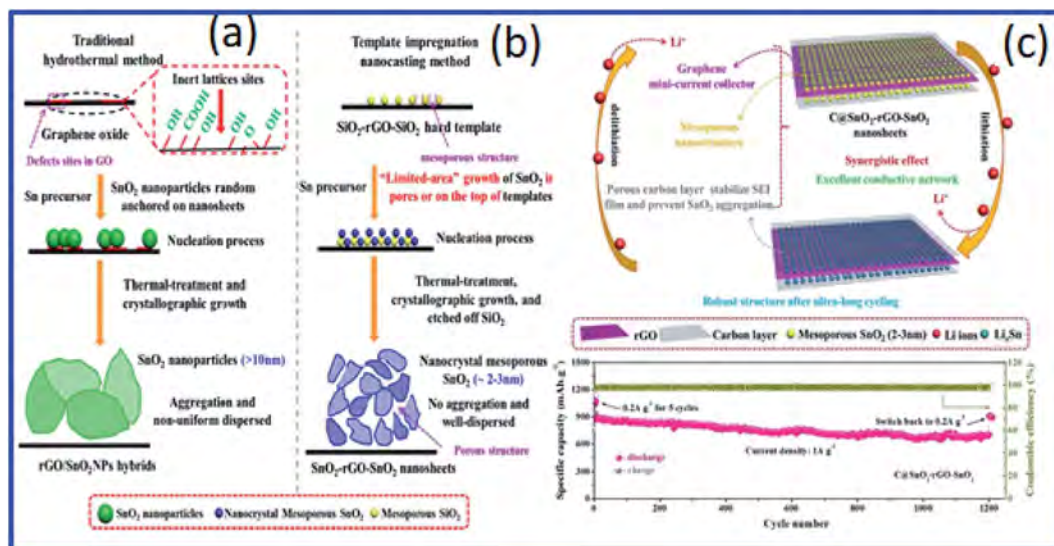 (a)
Traditional
hydrothermal method
Inert lattices sites
OH
COOH
OH
OH
O
OH
Graphene oxide
Defects sites in GO
Sn precursor
SnO₂ nanoparticles random
anchored on nanosheets
Nucleation process
Thermal-treatment and
crystallographic growth
SnO₂ nanoparticles (>10nm)
Aggregation and
non-uniform dispersed
rGO/SnO₂NPs hybrids
(b)
Template impregnation
nanocasting method
SiO₂-rGO-SiO₂ hard template
mesoporous structure
Sn precursor
"Limited-area" growth of SnO₂ in
pores or on the top of templates
Nucleation process
Thermal-treatment,
crystallographic growth, and
etched off SiO₂
Nanocrystal mesoporous
SnO₂ (~ 2-3nm)
No aggregation and
well-dispersed
Porous structure
SnO₂-rGO-SnO₂ nanosheets
SnO₂ nanoparticles
Nanocrystal Mesoporous SnO₂
Mesoporous SiO₂
(c)
Li⁺
Graphene
mini-current collector
Mesoporous
delithiation
lithiation
C@SnO₂-rGO-SnO₂
nanosheets
Synergistic effect
Excellent conductive network
Porous carbon layer stabilize SEI
film and prevent SnO₂ aggregation
Li⁺
Robust structure after ultra-long cycling
rGO
Carbon layer
Mesoporous SnO₂ (2-3nm)
Li ions
LiₓSn
Specific capacity (mAh.g⁻¹)
1500
1200
900
600
300
0
0.2A g⁻¹ for 5 cycles
Switch back to 0.2A g⁻¹
Current density: 1A g⁻¹
discharge
charge
C@SnO₂-rGO-SnO₂
120
100
80
60
40
20
0
Coulombic efficiency (%)
0
200
400
600
800
1000
1200
Cycle number